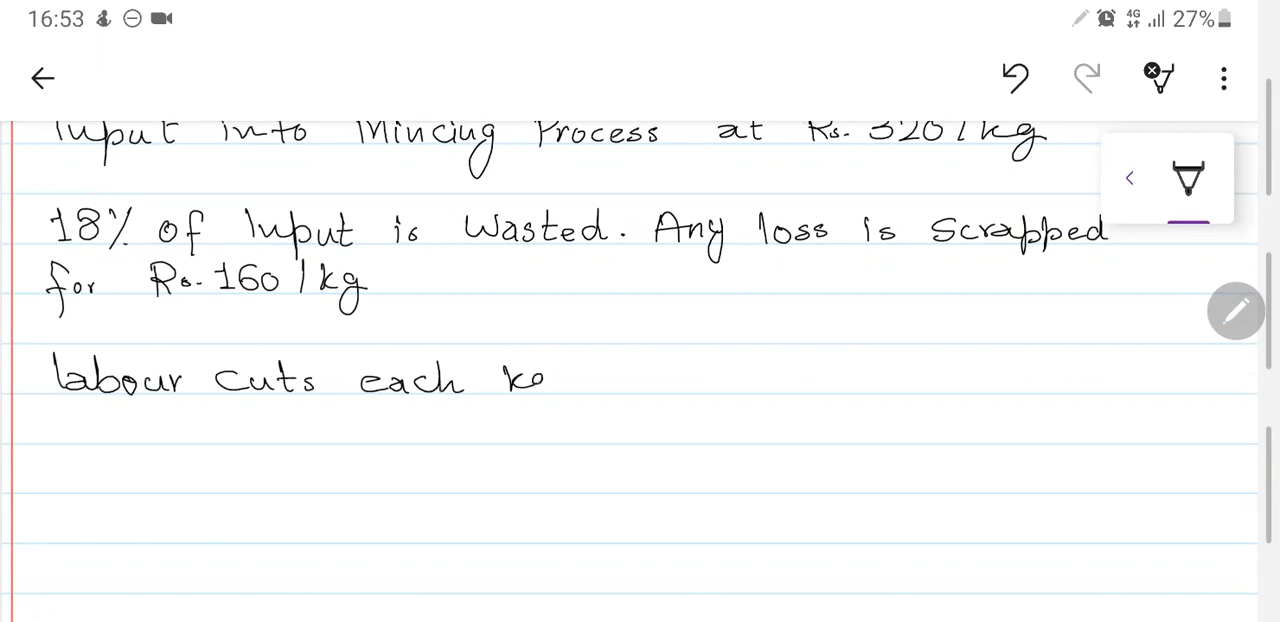 16:53 4G 27%
Input into Mincing Process at Rs. 320 / kg
18% of Input is Wasted. Any loss is Scrapped
for Rs. 160 / kg
labour cuts each